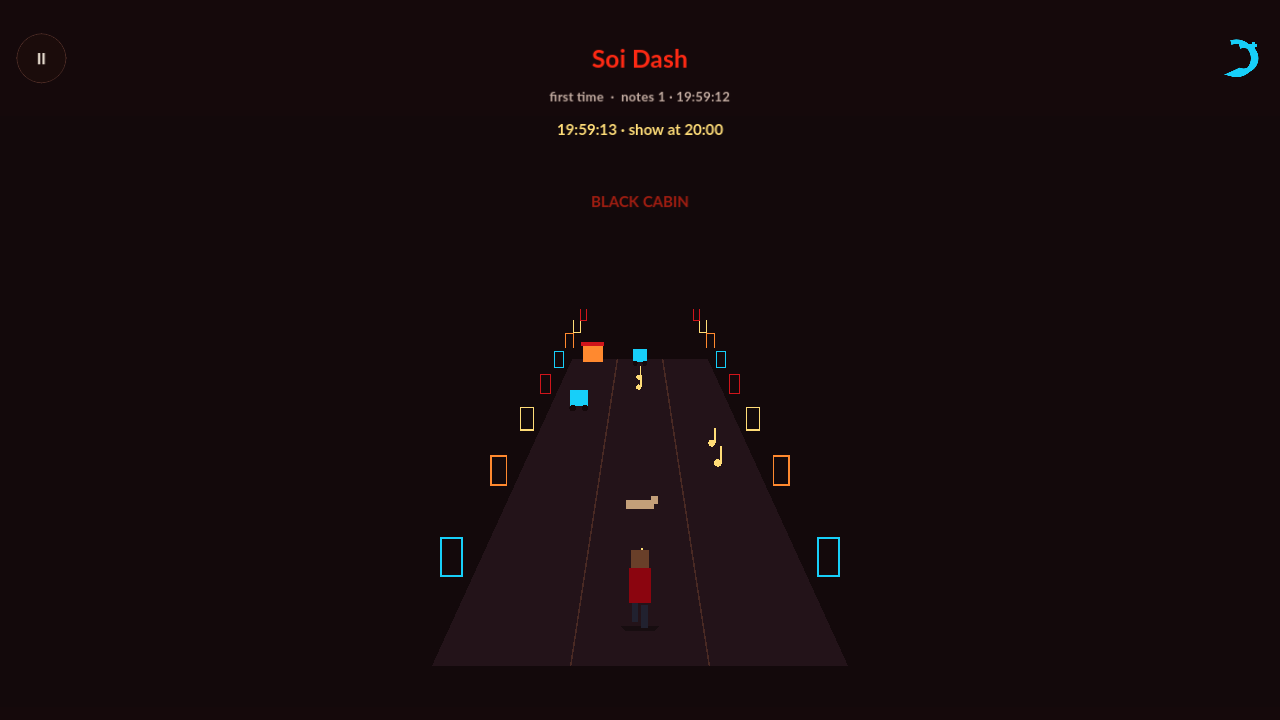 Soi Dash
first time · notes 1 · 19:59:12
19:59:13 · show at 20:00
BLACK CABIN